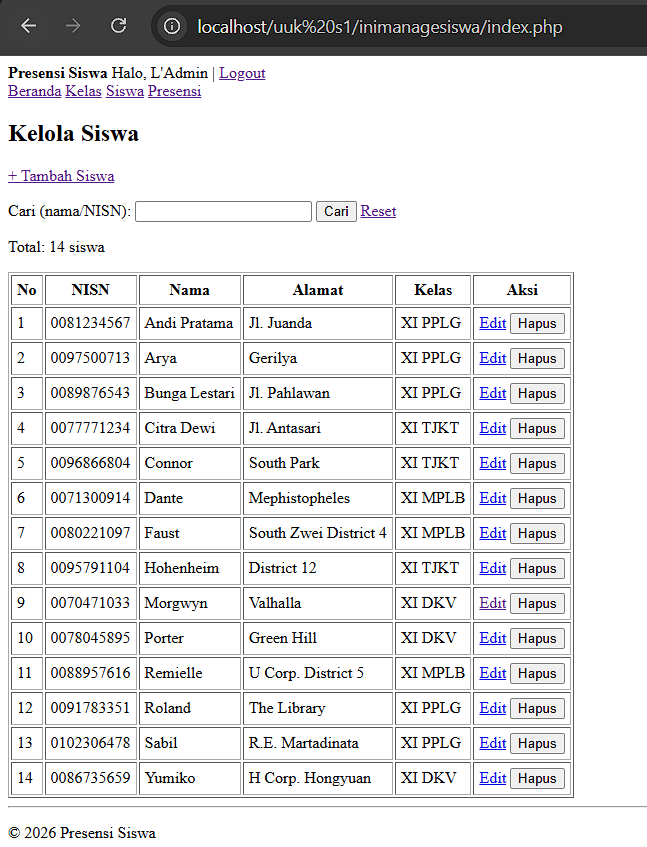 localhost/uuk%20s1/inimanagesiswa/index.php
Presensi Siswa Halo, L'Admin | Logout
Beranda Kelas Siswa Presensi
Kelola Siswa
+ Tambah Siswa
Cari (nama/NISN): Cari Reset
Total: 14 siswa
No NISN Nama Alamat Kelas Aksi
1 0081234567 Andi Pratama Jl. Juanda XI PPLG Edit Hapus
2 0097500713 Arya Gerilya XI PPLG Edit Hapus
3 0089876543 Bunga Lestari Jl. Pahlawan XI PPLG Edit Hapus
4 0077771234 Citra Dewi Jl. Antasari XI TJKT Edit Hapus
5 0096866804 Connor South Park XI TJKT Edit Hapus
6 0071300914 Dante Mephistopheles XI MPLB Edit Hapus
7 0080221097 Faust South Zwei District 4 XI MPLB Edit Hapus
8 0095791104 Hohenheim District 12 XI TJKT Edit Hapus
9 0070471033 Morgwyn Valhalla XI DKV Edit Hapus
10 0078045895 Porter Green Hill XI DKV Edit Hapus
11 0088957616 Remielle U Corp. District 5 XI MPLB Edit Hapus
12 0091783351 Roland The Library XI PPLG Edit Hapus
13 0102306478 Sabil R.E. Martadinata XI PPLG Edit Hapus
14 0086735659 Yumiko H Corp. Hongyuan XI DKV Edit Hapus
© 2026 Presensi Siswa